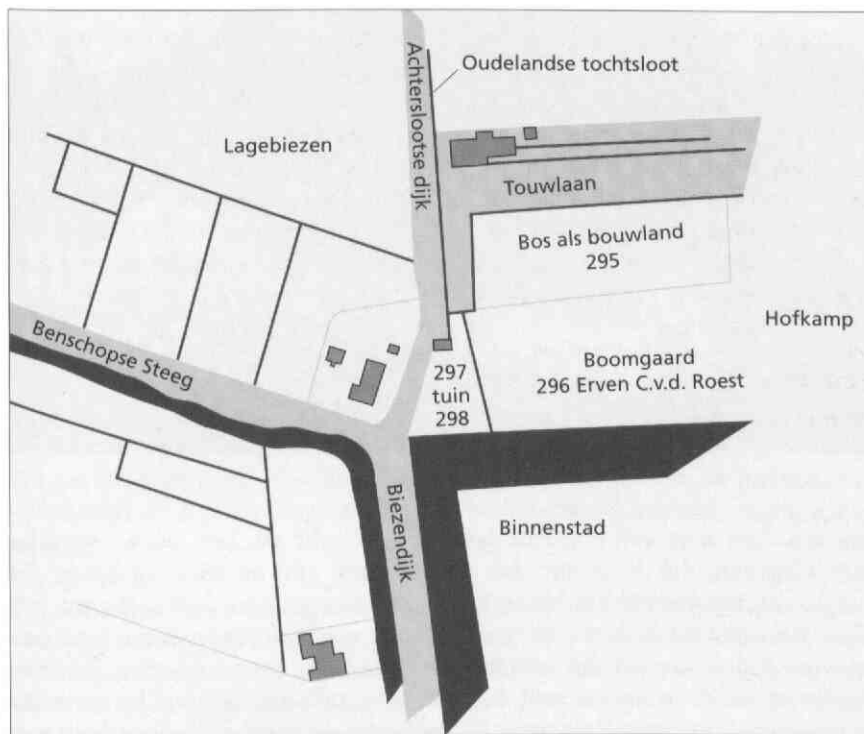 Achterslootse dijk
Oudelandse tochtsloot
Lagebiezen
Touwlaan
Bos als bouwland
295
Hofkamp
Benschopse Steeg
297
tuin
298
Boomgaard
296 Erven C.v.d. Roest
Biezendijk
Binnenstad